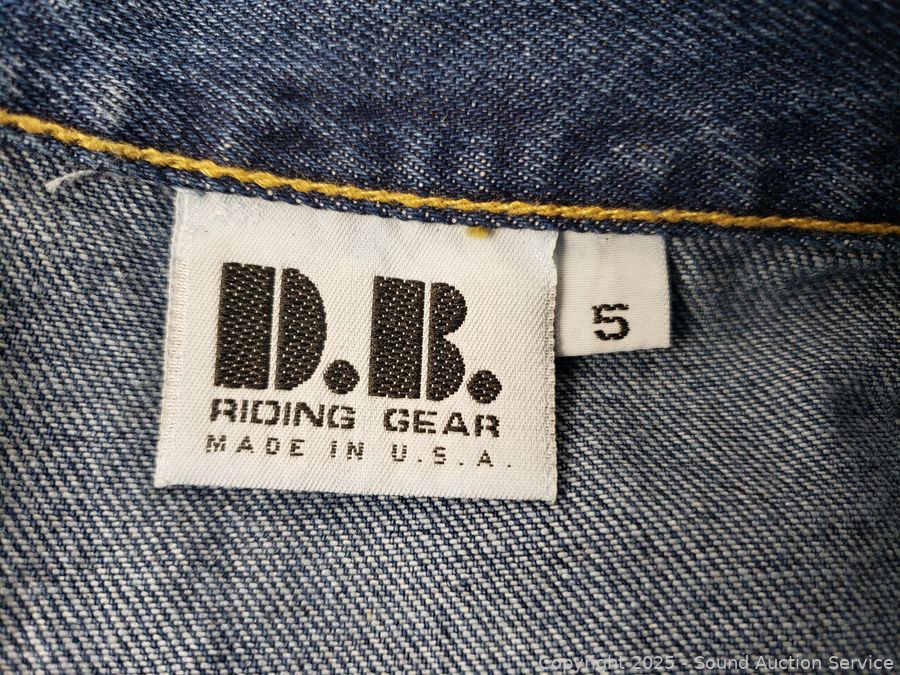 D.B.
RIDING GEAR
MADE IN U.S.A.
5
Copyright 2025 - Sound Auction Service